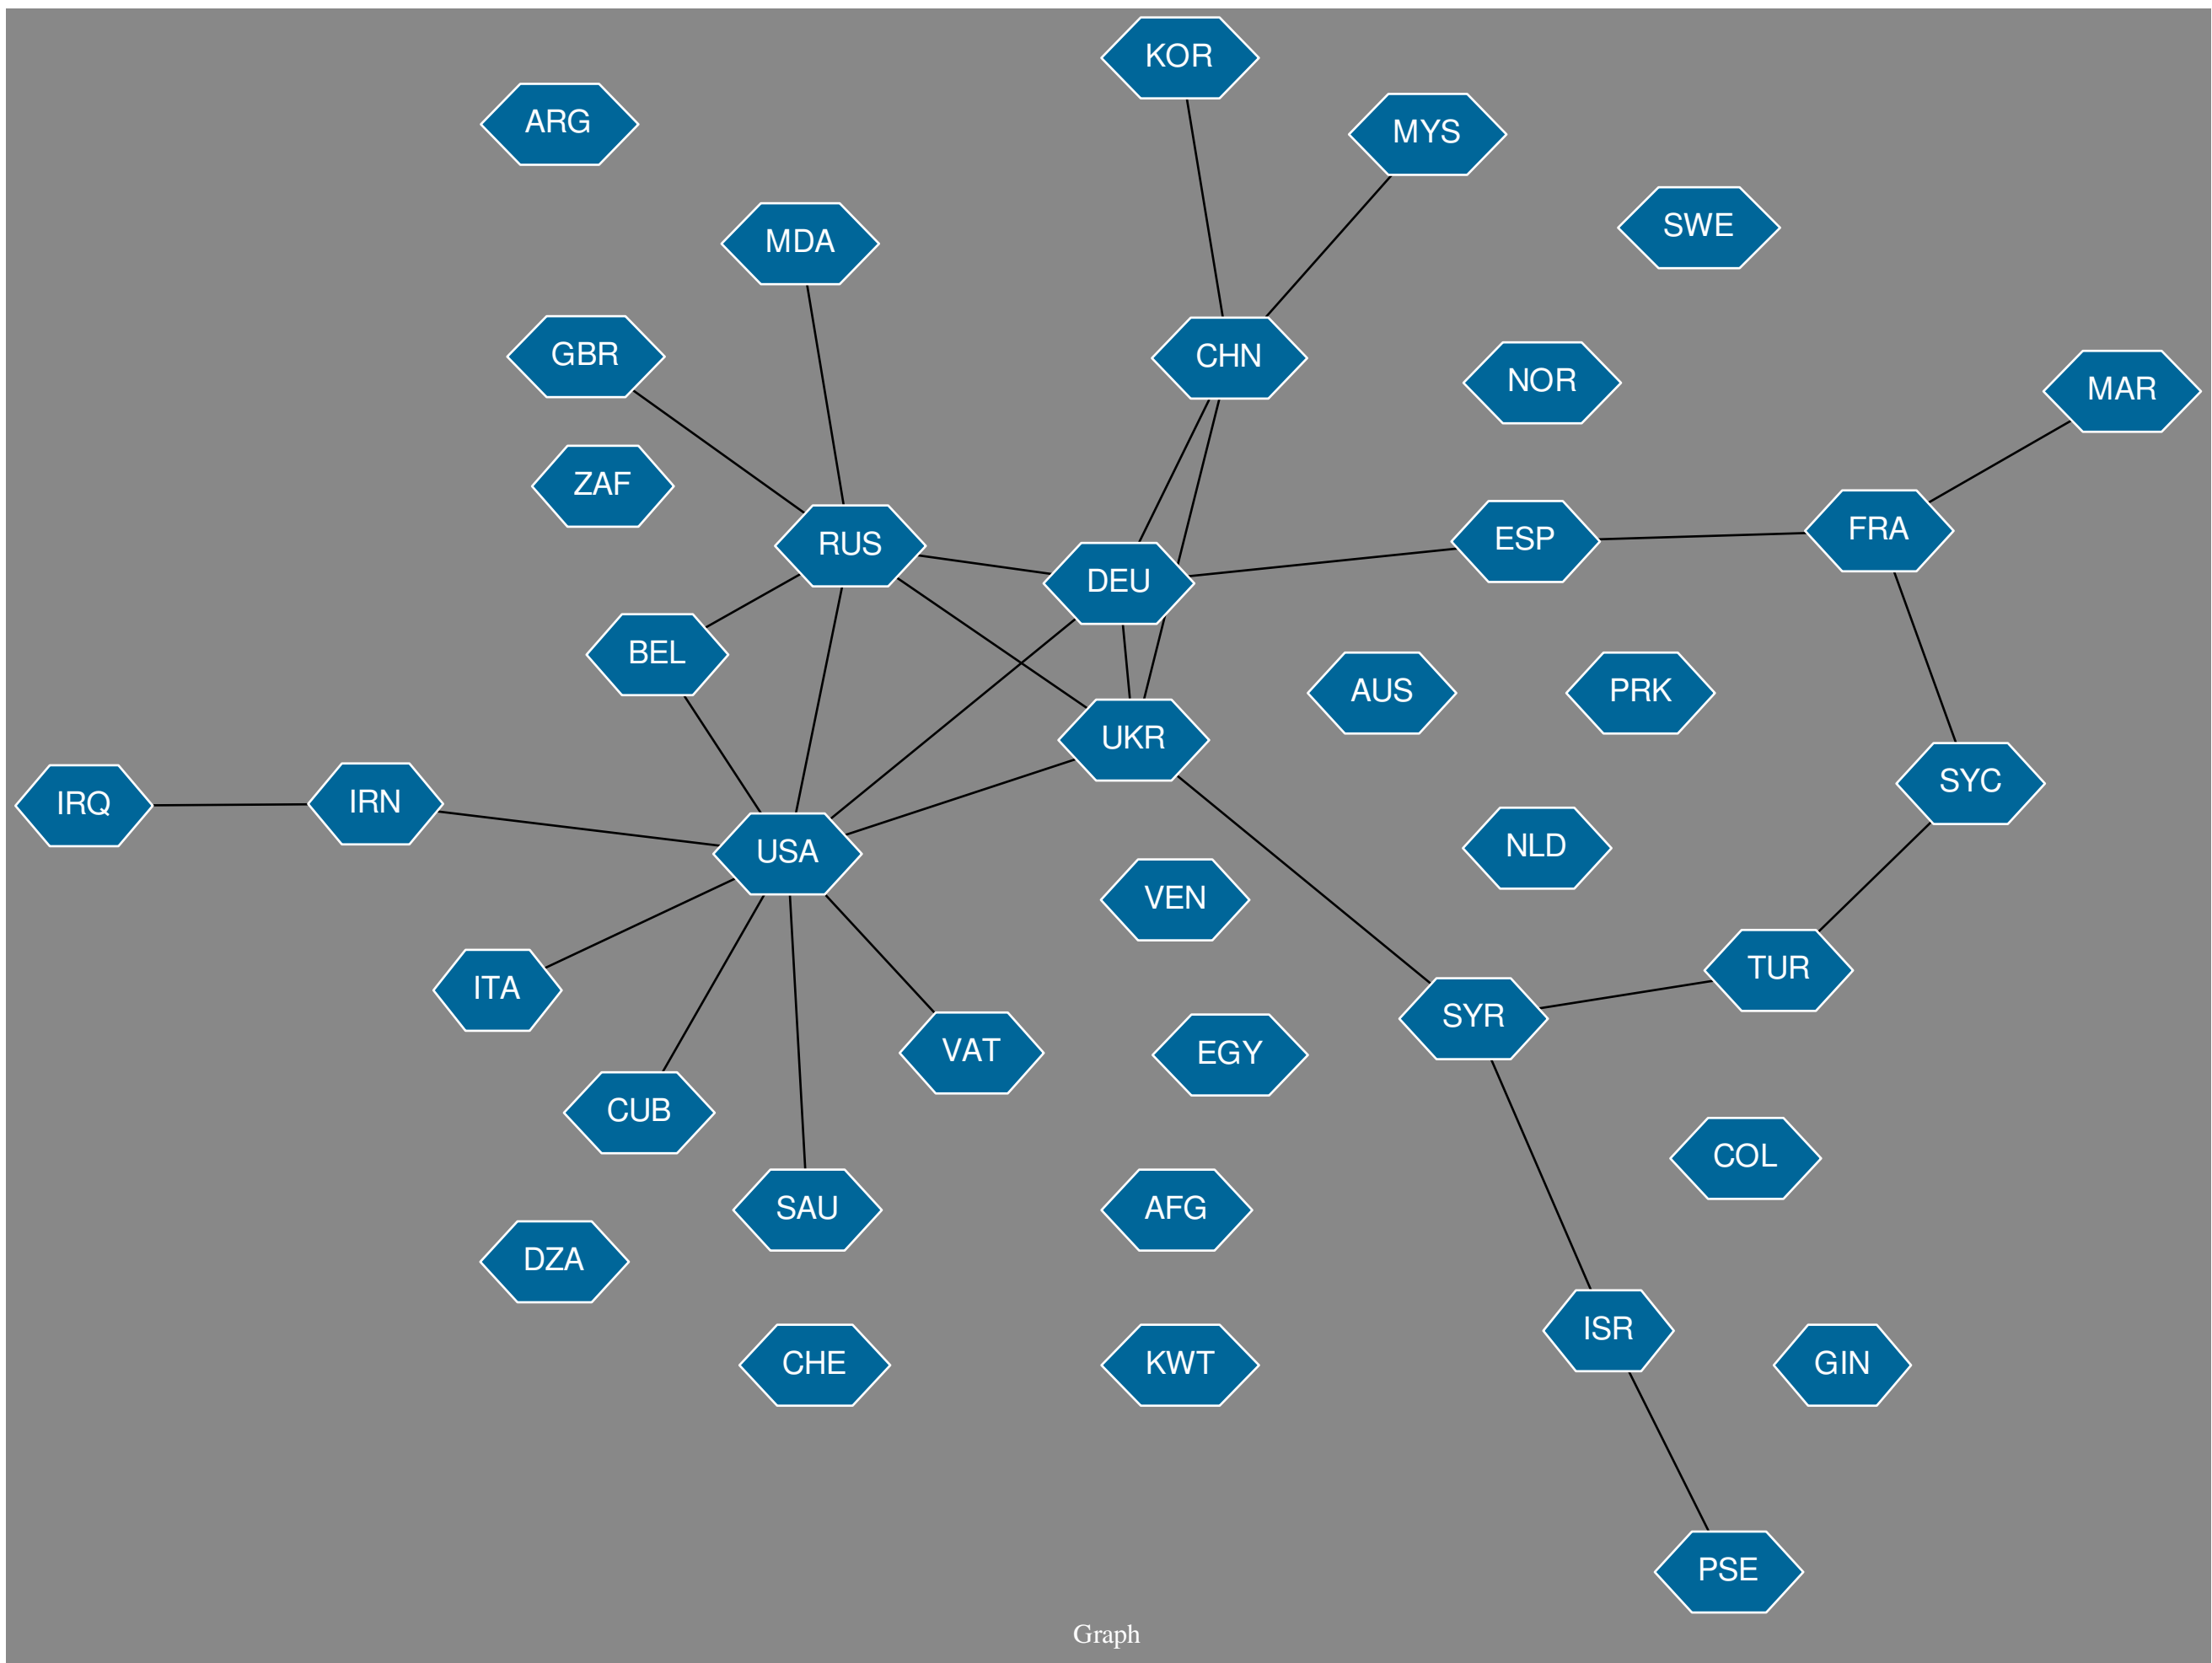 KOR
ARG
MYS
SWE
MDA
GBR
CHN
NOR
MAR
ZAF
RUS
DEU
ESP
FRA
BEL
AUS
PRK
UKR
IRQ
IRN
SYC
USA
NLD
VEN
TUR
ITA
SYR
VAT
EGY
CUB
COL
SAU
AFG
DZA
ISR
CHE
KWT
GIN
PSE
Graph